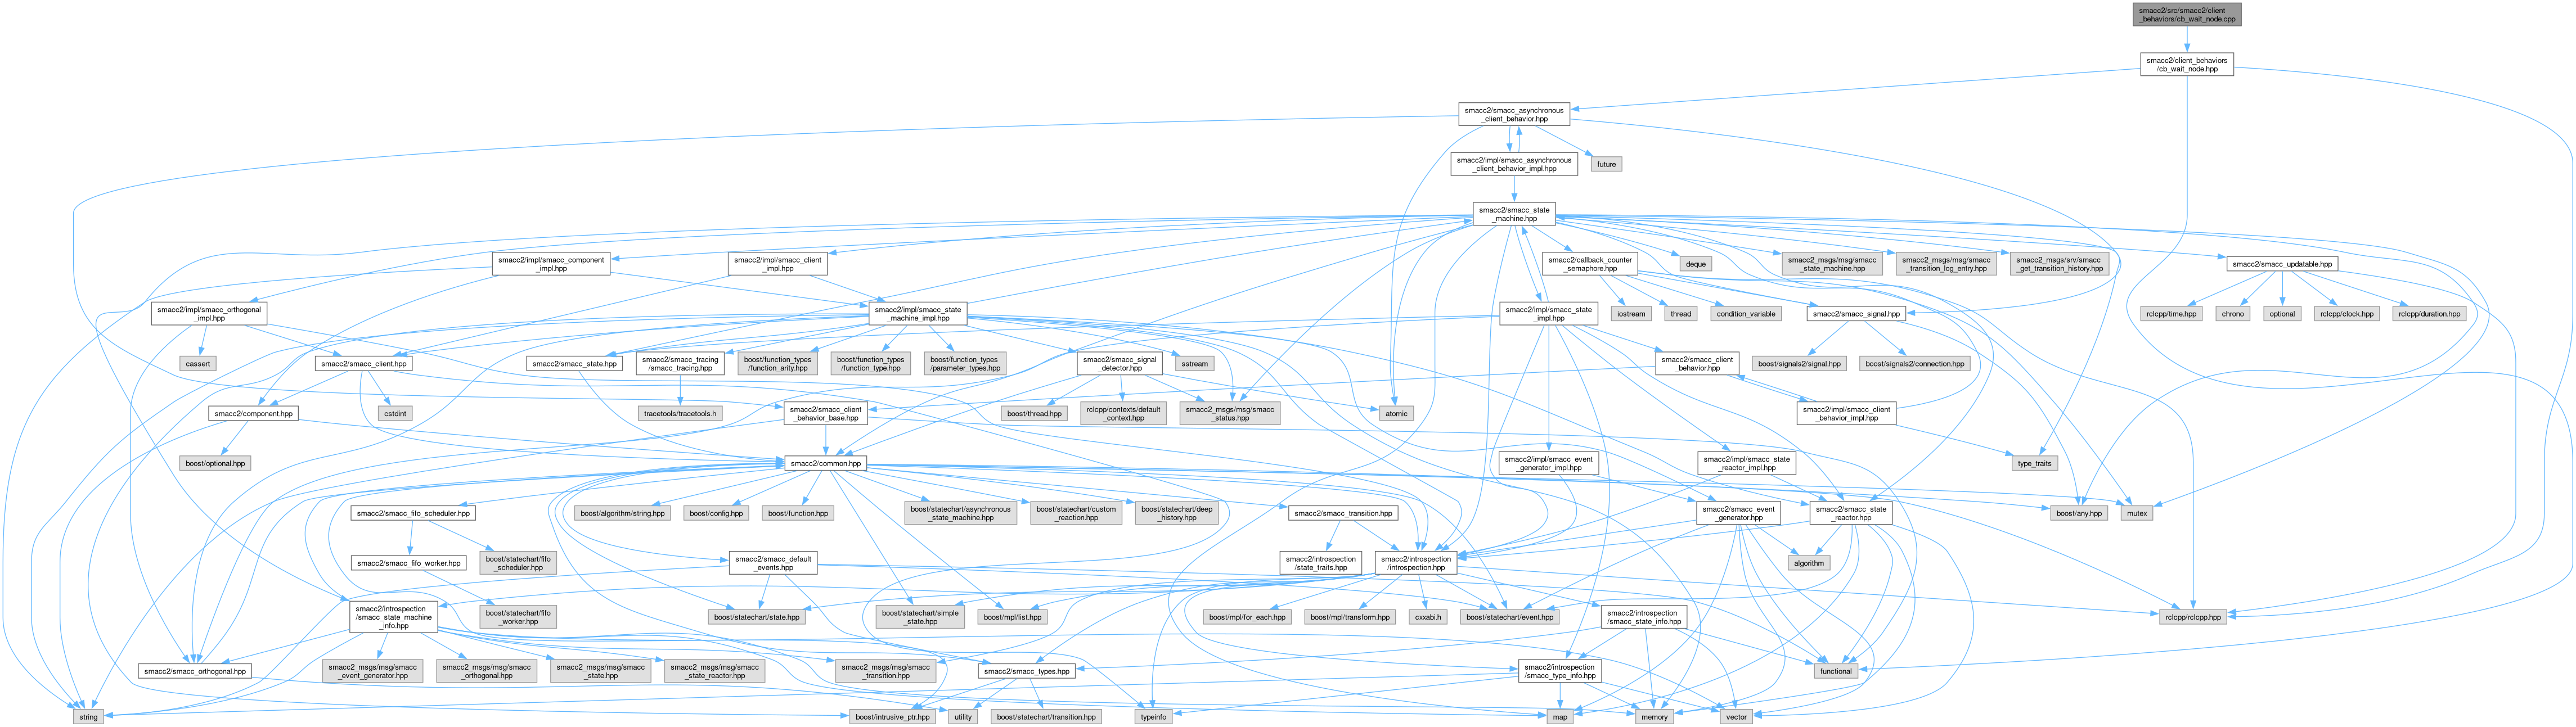 smacc2/src/smacc2/client
_behaviors/cb_wait_node.cpp
smacc2/client_behaviors
/cb_wait_node.hpp
smacc2/smacc_asynchronous
_client_behavior.hpp
smacc2/impl/smacc_asynchronous
_client_behavior_impl.hpp
future
smacc2/smacc_state
_machine.hpp
smacc2/impl/smacc_component
_impl.hpp
smacc2/impl/smacc_client
_impl.hpp
smacc2/callback_counter
_semaphore.hpp
deque
smacc2_msgs/msg/smacc
_state_machine.hpp
smacc2_msgs/msg/smacc
_transition_log_entry.hpp
smacc2_msgs/srv/smacc
_get_transition_history.hpp
smacc2/smacc_updatable.hpp
smacc2/impl/smacc_orthogonal
_impl.hpp
smacc2/impl/smacc_state
_machine_impl.hpp
smacc2/impl/smacc_state
_impl.hpp
iostream
thread
condition_variable
smacc2/smacc_signal.hpp
rclcpp/time.hpp
chrono
optional
rclcpp/clock.hpp
rclcpp/duration.hpp
cassert
smacc2/smacc_client.hpp
smacc2/smacc_state.hpp
smacc2/smacc_tracing
/smacc_tracing.hpp
boost/function_types
/function_arity.hpp
boost/function_types
/function_type.hpp
boost/function_types
/parameter_types.hpp
smacc2/smacc_signal
_detector.hpp
sstream
smacc2/smacc_client
_behavior.hpp
boost/signals2/signal.hpp
boost/signals2/connection.hpp
smacc2/component.hpp
cstdint
tracetools/tracetools.h
smacc2/smacc_client
_behavior_base.hpp
boost/thread.hpp
rclcpp/contexts/default
_context.hpp
smacc2_msgs/msg/smacc
_status.hpp
atomic
smacc2/impl/smacc_client
_behavior_impl.hpp
boost/optional.hpp
smacc2/common.hpp
smacc2/impl/smacc_event
_generator_impl.hpp
smacc2/impl/smacc_state
_reactor_impl.hpp
type_traits
smacc2/smacc_fifo_scheduler.hpp
boost/algorithm/string.hpp
boost/config.hpp
boost/function.hpp
boost/statechart/asynchronous
_state_machine.hpp
boost/statechart/custom
_reaction.hpp
boost/statechart/deep
_history.hpp
smacc2/smacc_transition.hpp
smacc2/smacc_event
_generator.hpp
smacc2/smacc_state
_reactor.hpp
boost/any.hpp
mutex
smacc2/smacc_fifo_worker.hpp
boost/statechart/fifo
_scheduler.hpp
smacc2/smacc_default
_events.hpp
smacc2/introspection
/state_traits.hpp
smacc2/introspection
/introspection.hpp
algorithm
smacc2/introspection
/smacc_state_machine
_info.hpp
boost/statechart/fifo
_worker.hpp
boost/statechart/state.hpp
boost/statechart/simple
_state.hpp
boost/mpl/list.hpp
boost/mpl/for_each.hpp
boost/mpl/transform.hpp
cxxabi.h
boost/statechart/event.hpp
smacc2/introspection
/smacc_state_info.hpp
rclcpp/rclcpp.hpp
smacc2/smacc_orthogonal.hpp
smacc2_msgs/msg/smacc
_event_generator.hpp
smacc2_msgs/msg/smacc
_orthogonal.hpp
smacc2_msgs/msg/smacc
_state.hpp
smacc2_msgs/msg/smacc
_state_reactor.hpp
smacc2_msgs/msg/smacc
_transition.hpp
smacc2/smacc_types.hpp
smacc2/introspection
/smacc_type_info.hpp
functional
string
boost/intrusive_ptr.hpp
utility
boost/statechart/transition.hpp
typeinfo
map
memory
vector